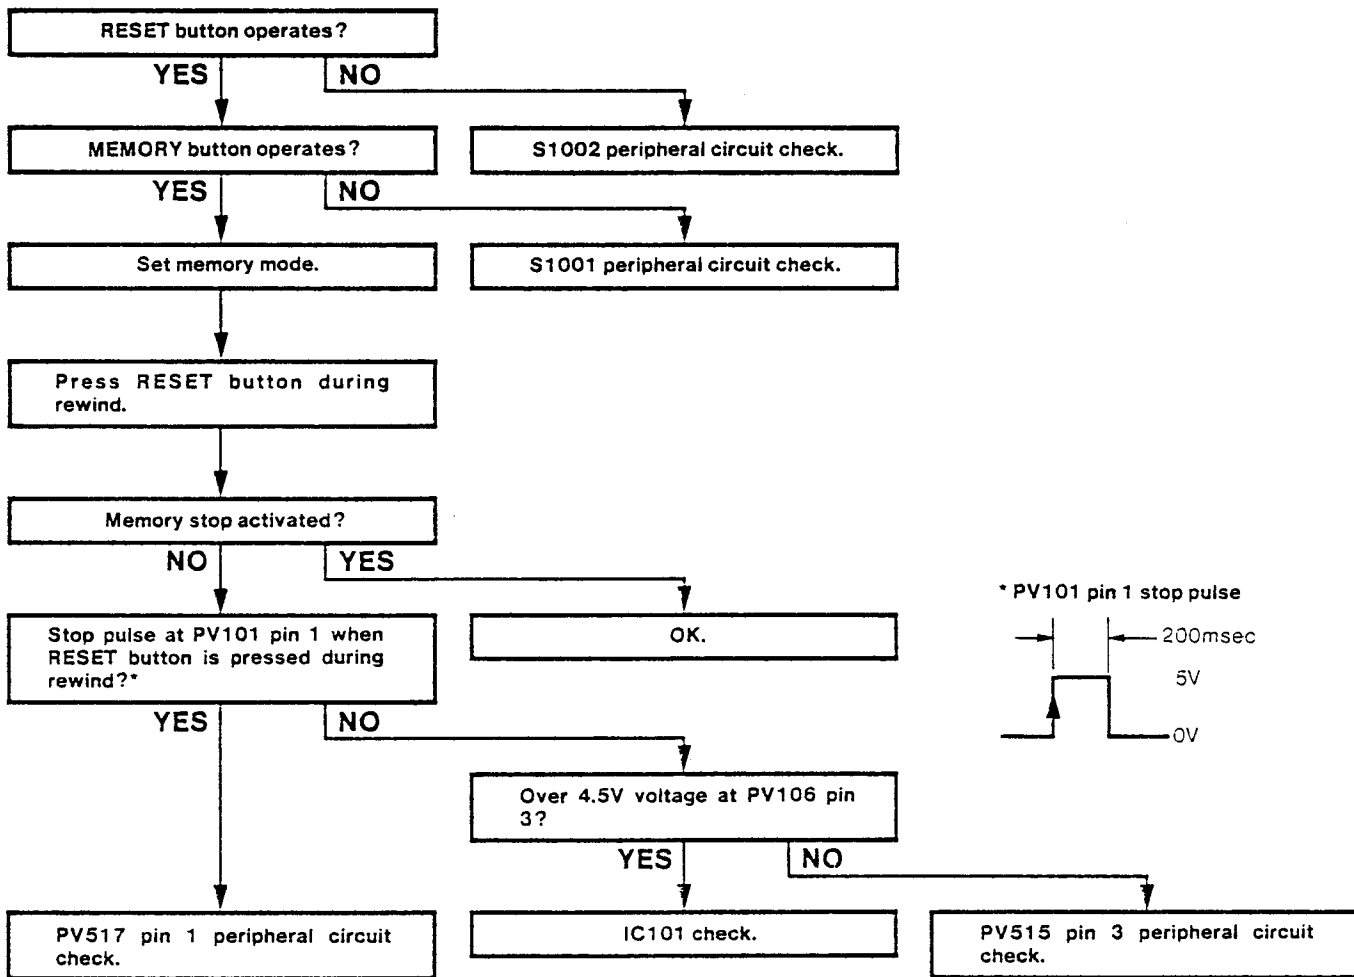 RESET button operates?
YES NO
MEMORY button operates?
S1002 peripheral circuit check.
YES NO
Set memory mode.
S1001 peripheral circuit check.
Press RESET button during
rewind.
Memory stop activated?
NO YES
Stop pulse at PV101 pin 1 when
RESET button is pressed during
rewind?*
OK.
* PV101 pin 1 stop pulse
200msec
5V
0V
YES NO
Over 4.5V voltage at PV106 pin
3?
YES NO
PV517 pin 1 peripheral circuit
check.
IC101 check.
PV515 pin 3 peripheral circuit
check.